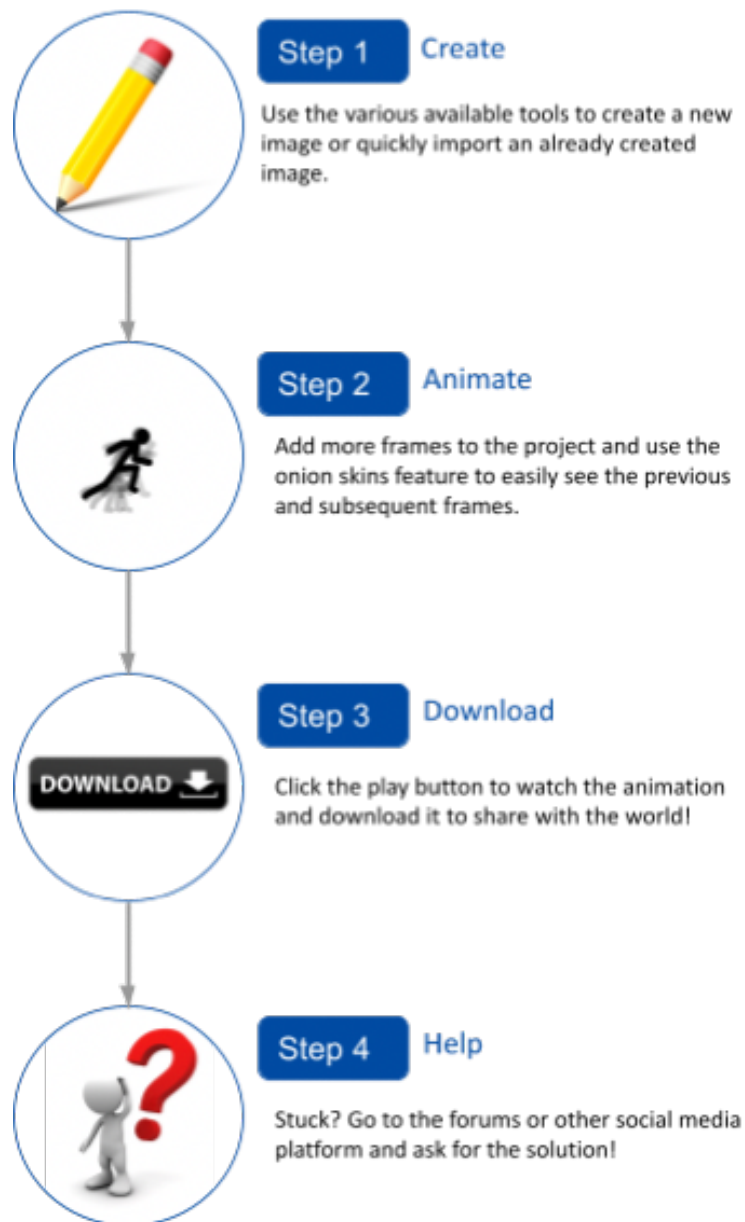 Step 1 Create
Use the various available tools to create a new
image or quickly import an already created
image.
Step 2 Animate
Add more frames to the project and use the
onion skins feature to easily see the previous
and subsequent frames.
DOWNLOAD
Step 3 Download
Click the play button to watch the animation
and download it to share with the world!
Step 4 Help
Stuck? Go to the forums or other social media
platform and ask for the solution!